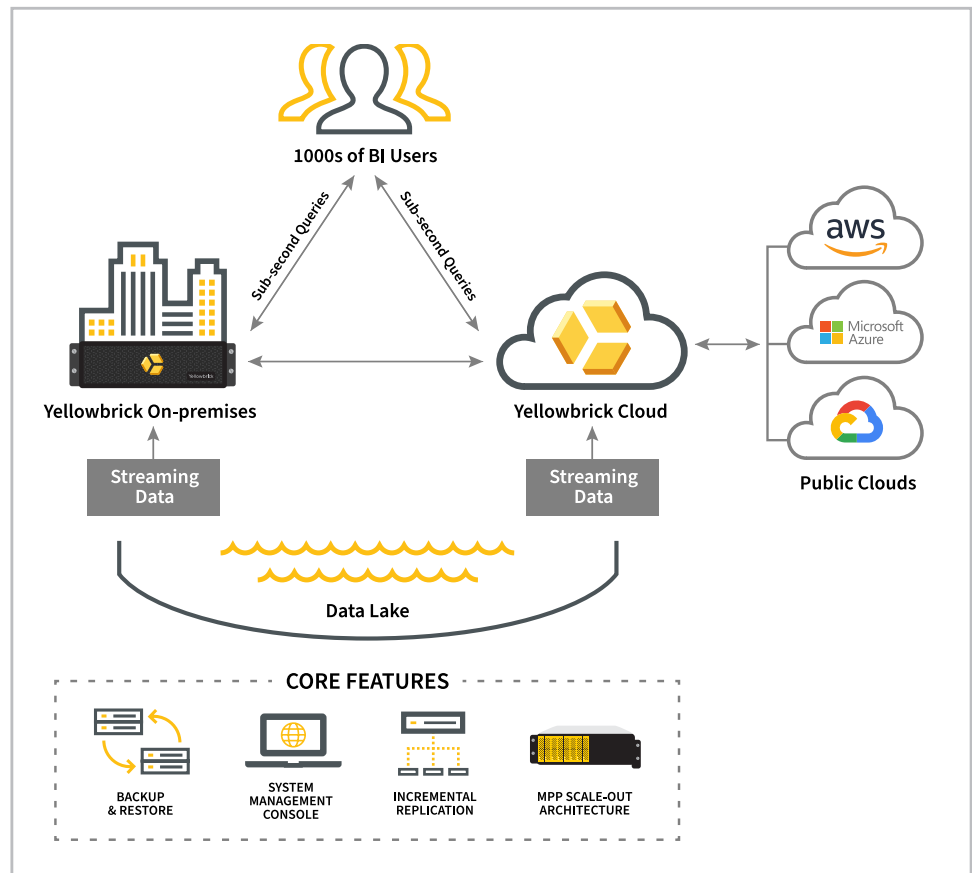 1000s of BI Users
Sub-second Queries
Sub-second Queries
aws
Microsoft
Azure
Yellowbrick
Yellowbrick On-premises
Yellowbrick Cloud
Public Clouds
Streaming
Data
Streaming
Data
Data Lake
CORE FEATURES
BACKUP
& RESTORE
SYSTEM
MANAGEMENT
CONSOLE
INCREMENTAL
REPLICATION
MPP SCALE-OUT
ARCHITECTURE